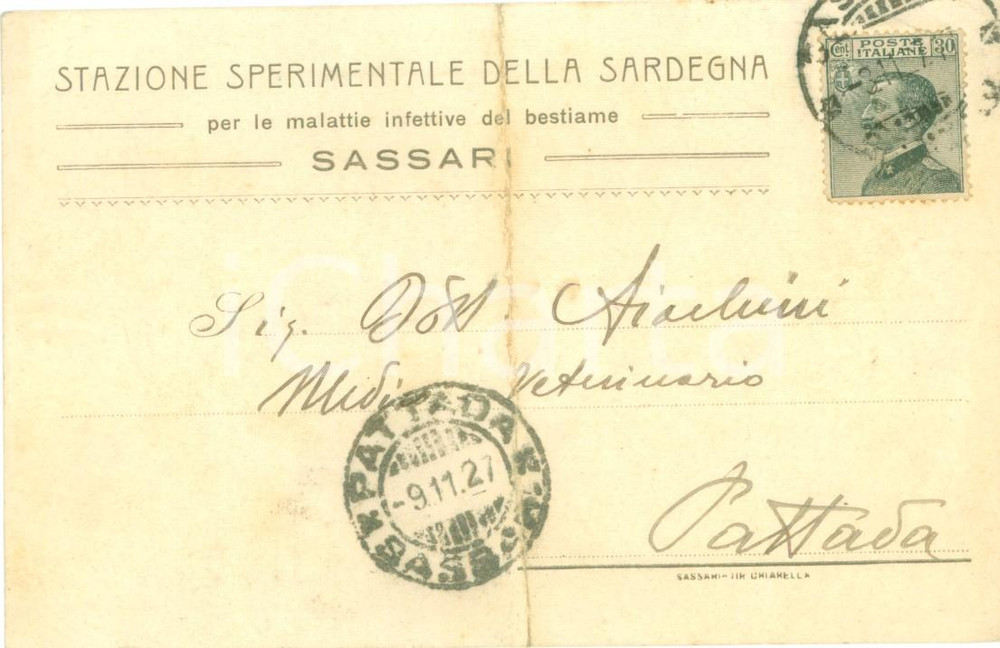 STAZIONE SPERIMENTALE DELLA SARDEGNA
per le malattie infettive del bestiame
SASSARI
Cent POSTE ITALIANE 30
Sig. Dott.
Medico Veterinario
PATTADA
-9.11.27
SASSARI
Pattada
SASSARI - TIP. CHIARELLA
iCharta